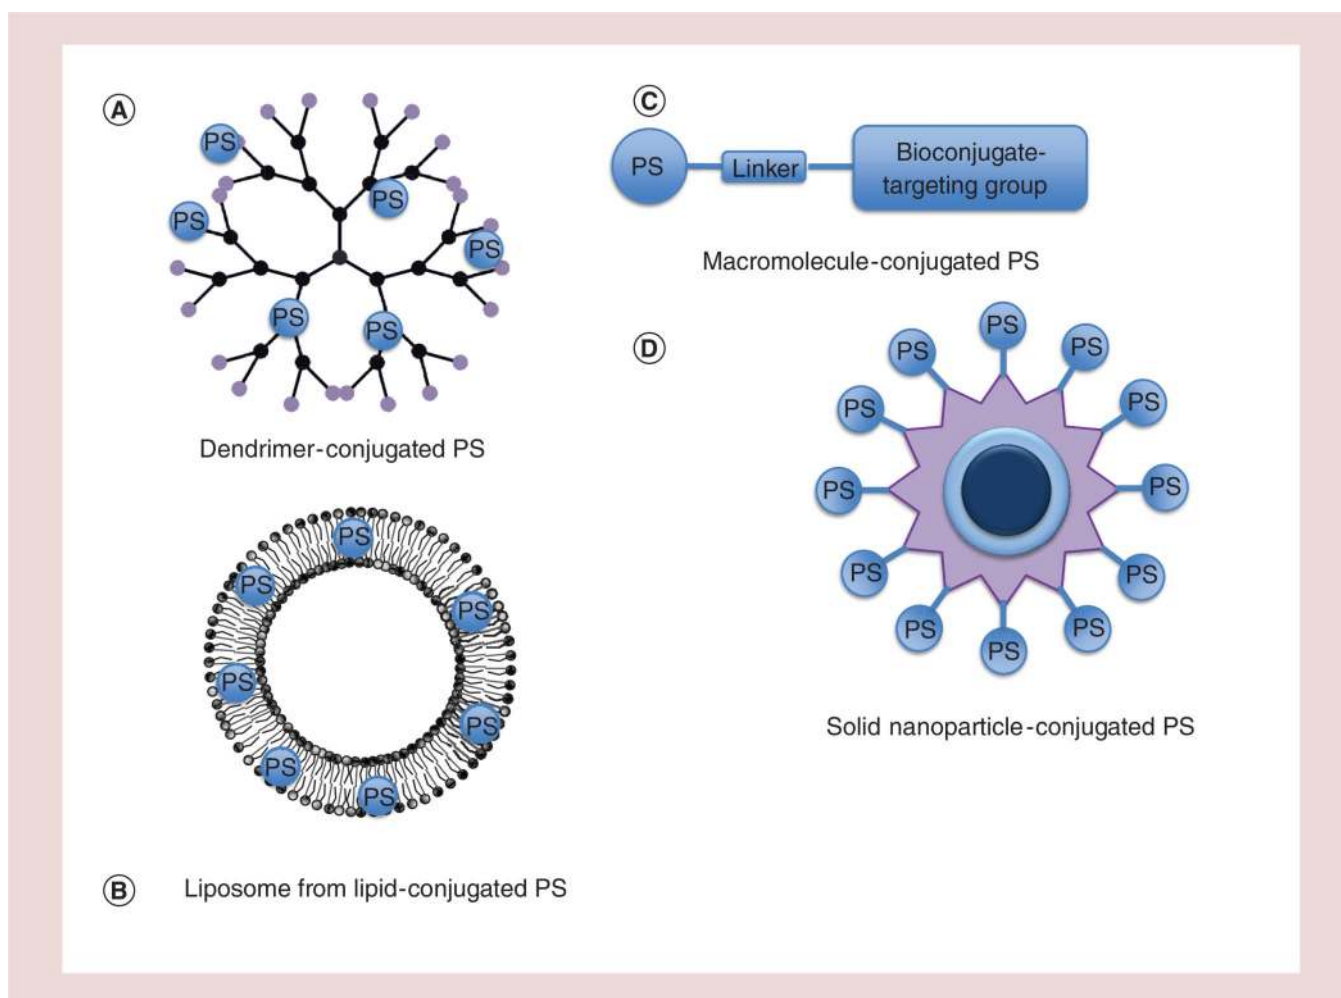 A
PS
PS
PS
PS
PS
PS
Dendrimer-conjugated PS
PS
PS
PS
PS
PS
PS
PS
B
Liposome from lipid-conjugated PS
C
PS
Linker
Bioconjugate-
targeting group
Macromolecule-conjugated PS
D
PS
PS
PS
PS
PS
PS
PS
PS
PS
PS
PS
PS
Solid nanoparticle-conjugated PS